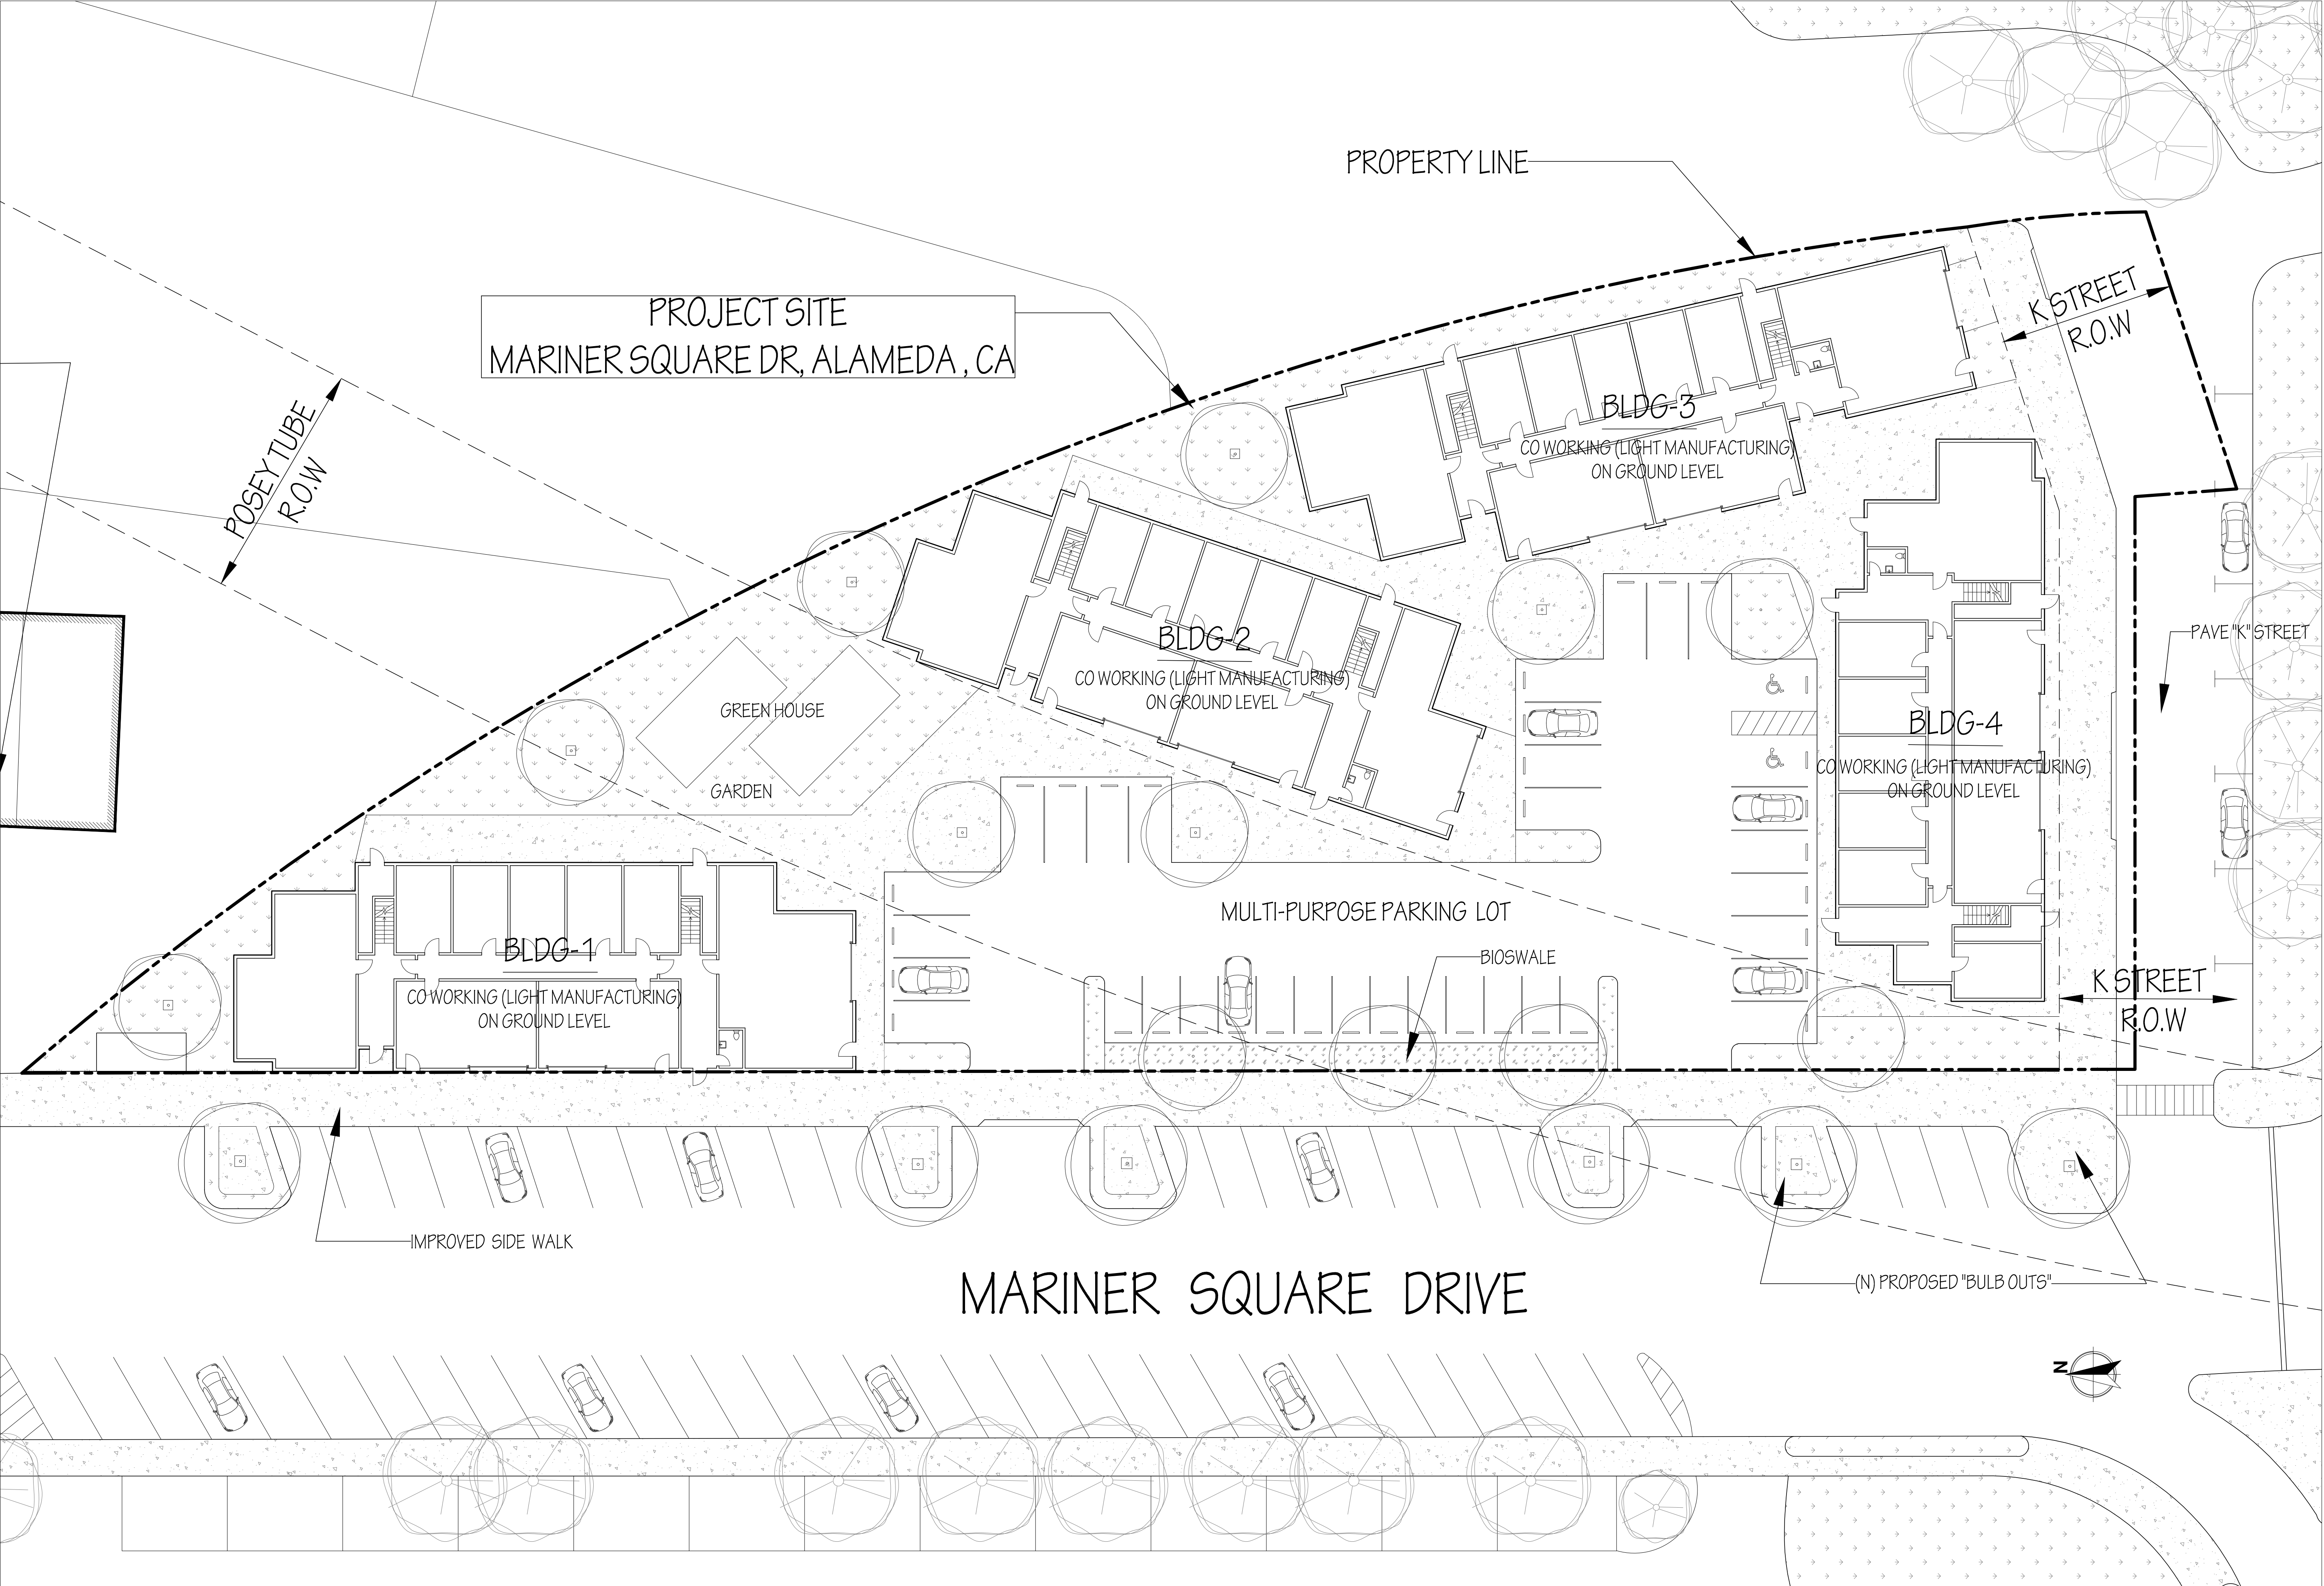 PROPERTY LINE
PROJECT SITE
MARINER SQUARE DR, ALAMEDA , CA
K STREET
R.O.W
POSEY TUBE
R.O.W
BLDG-3
CO WORKING (LIGHT MANUFACTURING)
ON GROUND LEVEL
BLDG-2
CO WORKING (LIGHT MANUFACTURING)
ON GROUND LEVEL
PAVE "K" STREET
GREEN HOUSE
GARDEN
BLDG-4
CO WORKING (LIGHT MANUFACTURING)
ON GROUND LEVEL
MULTI-PURPOSE PARKING LOT
BIOSWALE
BLDG-1
CO WORKING (LIGHT MANUFACTURING)
ON GROUND LEVEL
K STREET
R.O.W
IMPROVED SIDE WALK
(N) PROPOSED "BULB OUTS"
MARINER SQUARE DRIVE
N